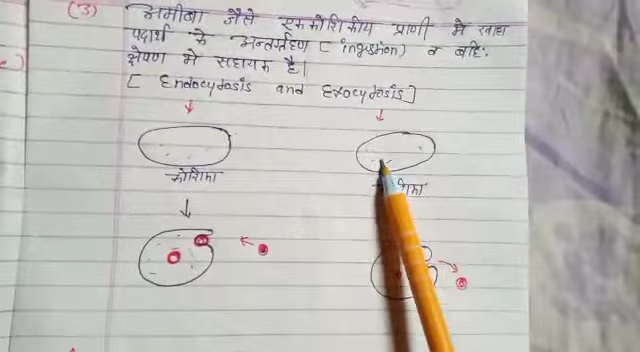 (3) अमीबा जैसे एककोशिकीय प्राणी मे खाद्य
पदार्थ के अन्तर्ग्रहण [ingestion) व बहि:
क्षेपण मे सहायक है।
[Endocytosis and Exocytosis]
कोशिका
शिका